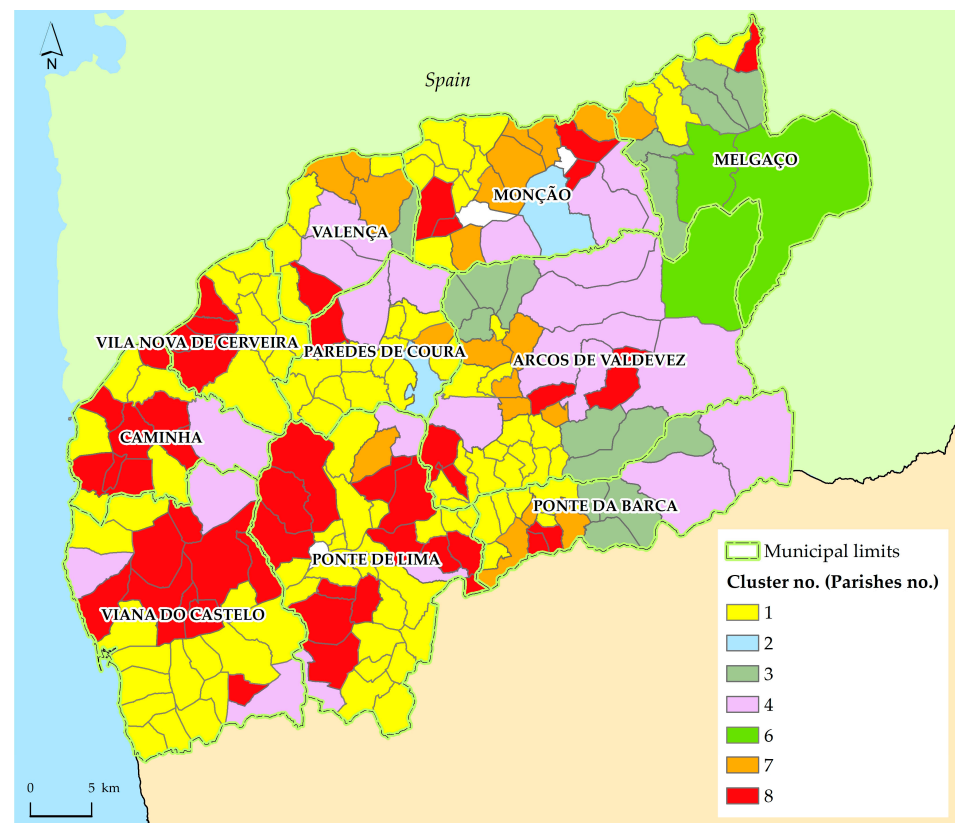 N
Spain
MELGAÇO
MONÇÃO
VALENÇA
VILA NOVA DE CERVEIRA
PAREDES DE COURA
ARCOS DE VALDEVEZ
CAMINHA
PONTE DA BARCA
PONTE DE LIMA
VIANA DO CASTELO
Municipal limits
Cluster no. (Parishes no.)
1
2
3
4
6
7
8
0 5 km